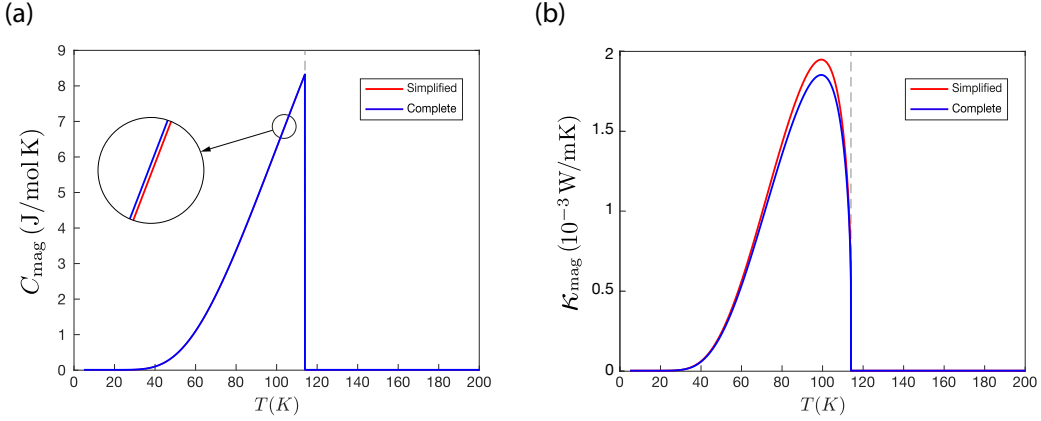 (a)
C_mag (J/mol K)
9
8
7
6
5
4
3
2
1
0
Simplified
Complete
0 20 40 60 80 100 120 140 160 180 200
T(K)
(b)
κ_mag (10⁻³ W/mK)
2
1.5
1
0.5
0
Simplified
Complete
0 20 40 60 80 100 120 140 160 180 200
T(K)